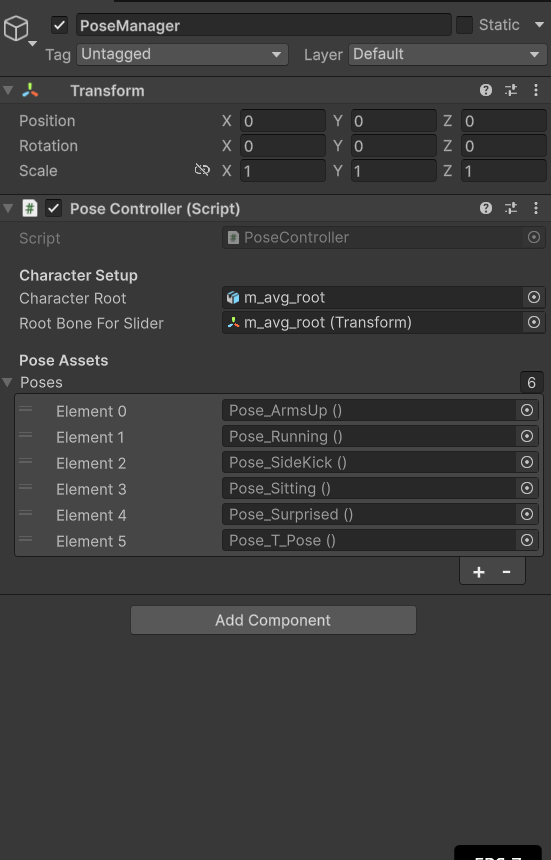 PoseManager Static
Tag Untagged Layer Default
Transform
Position X 0 Y 0 Z 0
Rotation X 0 Y 0 Z 0
Scale X 1 Y 1 Z 1
# Pose Controller (Script)
Script # PoseController
Character Setup
Character Root m_avg_root
Root Bone For Slider m_avg_root (Transform)
Pose Assets
Poses 6
Element 0 Pose_ArmsUp ()
Element 1 Pose_Running ()
Element 2 Pose_SideKick ()
Element 3 Pose_Sitting ()
Element 4 Pose_Surprised ()
Element 5 Pose_T_Pose ()
+ -
Add Component